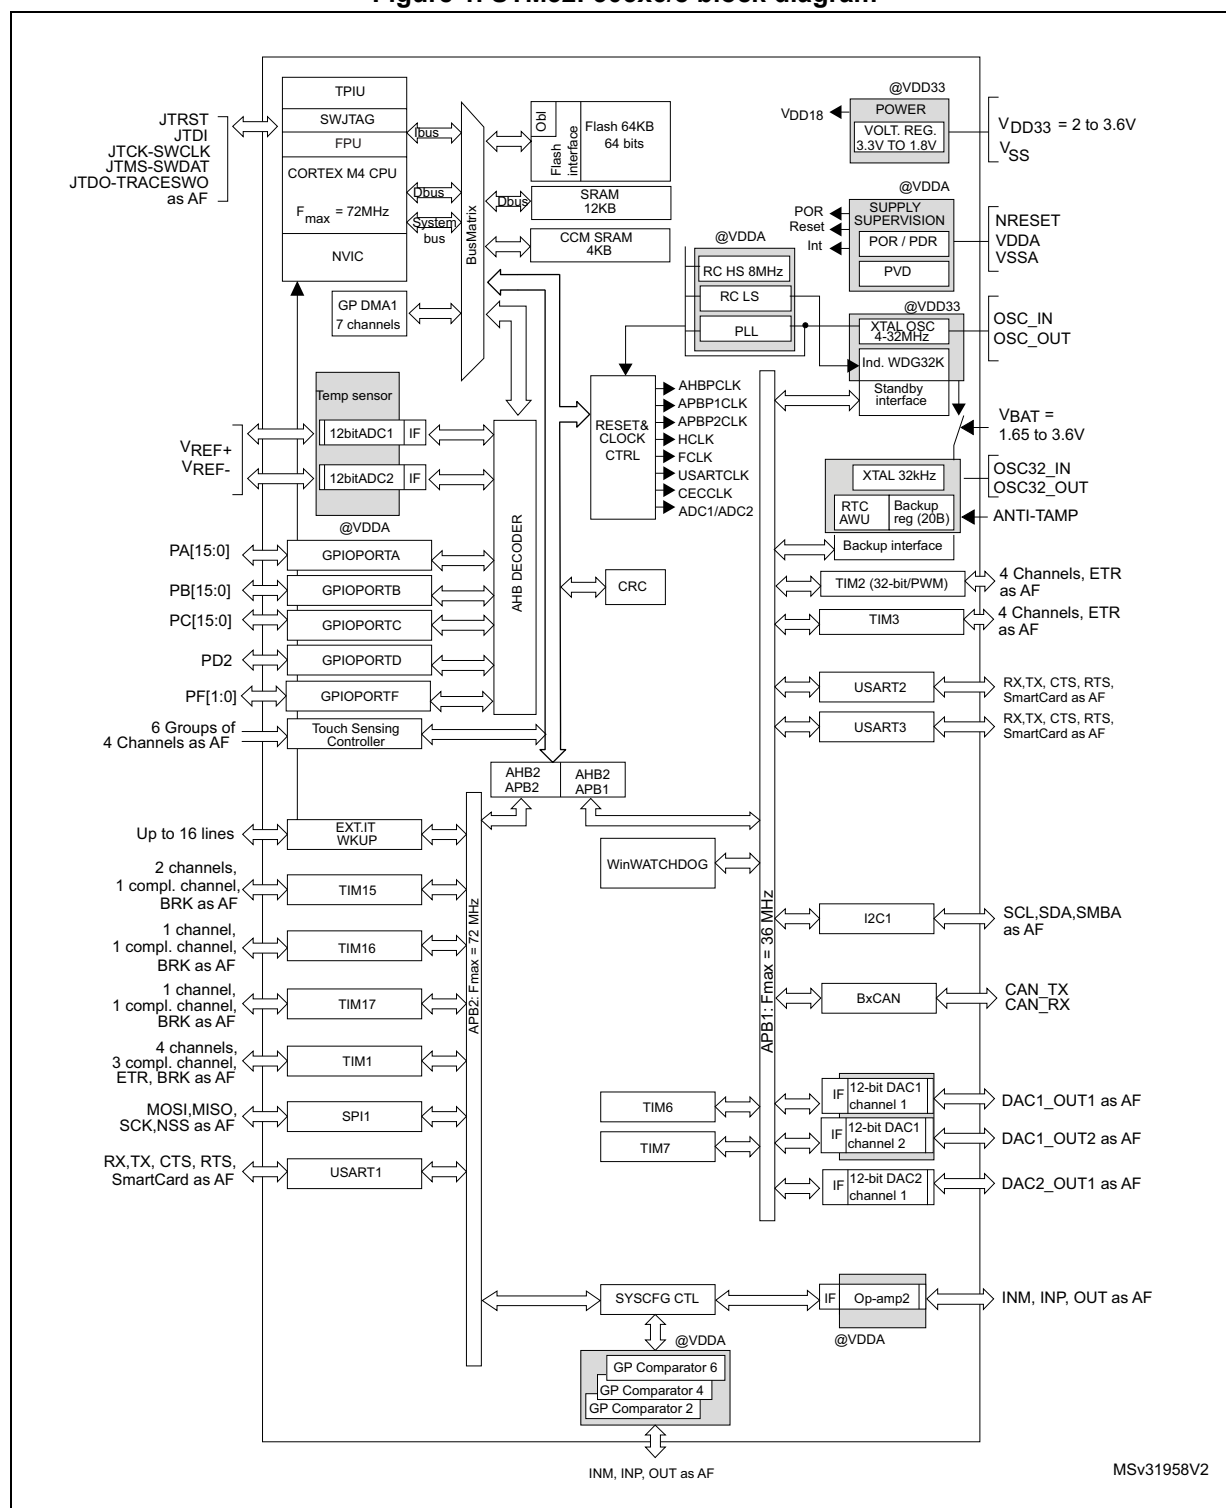 TPIU
SWJTAG
FPU
CORTEX M4 CPU
Fmax = 72MHz
NVIC
JTRST
JTDI
JTCK-SWCLK
JTMS-SWDAT
JTDO-TRACESWO
as AF
Ibus
Dbus
System
bus
BusMatrix
Obl
Flash
interface
Flash 64KB
64 bits
Dbus
SRAM
12KB
CCM SRAM
4KB
GP DMA1
7 channels
@VDD33
POWER
VOLT. REG.
3.3V TO 1.8V
VDD18
VDD33 = 2 to 3.6V
VSS
@VDDA
SUPPLY
SUPERVISION
POR / PDR
PVD
POR
Reset
Int
NRESET
VDDA
VSSA
@VDDA
RC HS 8MHz
RC LS
PLL
@VDD33
XTAL OSC
4-32MHz
Ind. WDG32K
Standby
interface
OSC_IN
OSC_OUT
VBAT =
1.65 to 3.6V
XTAL 32kHz
RTC
AWU
Backup
reg (20B)
Backup interface
OSC32_IN
OSC32_OUT
ANTI-TAMP
RESET&
CLOCK
CTRL
AHBPCLK
APBP1CLK
APBP2CLK
HCLK
FCLK
USARTCLK
CECCLK
ADC1/ADC2
Temp sensor
12bitADC1
IF
12bitADC2
IF
@VDDA
VREF+
VREF-
AHB DECODER
PA[15:0]
GPIOPORTA
PB[15:0]
GPIOPORTB
PC[15:0]
GPIOPORTC
PD2
GPIOPORTD
PF[1:0]
GPIOPORTF
6 Groups of
4 Channels as AF
Touch Sensing
Controller
CRC
AHB2
APB2
AHB2
APB1
TIM2 (32-bit/PWM)
4 Channels, ETR
as AF
TIM3
4 Channels, ETR
as AF
USART2
RX,TX, CTS, RTS,
SmartCard as AF
USART3
RX,TX, CTS, RTS,
SmartCard as AF
Up to 16 lines
EXT.IT
WKUP
2 channels,
1 compl. channel,
BRK as AF
TIM15
1 channel,
1 compl. channel,
BRK as AF
TIM16
1 channel,
1 compl. channel,
BRK as AF
TIM17
4 channels,
3 compl. channel,
ETR, BRK as AF
TIM1
MOSI,MISO,
SCK,NSS as AF
SPI1
RX,TX, CTS, RTS,
SmartCard as AF
USART1
APB2: Fmax = 72 MHz
WinWATCHDOG
APB1: Fmax = 36 MHz
I2C1
SCL,SDA,SMBA
as AF
BxCAN
CAN_TX
CAN_RX
TIM6
TIM7
IF
12-bit DAC1
channel 1
DAC1_OUT1 as AF
IF
12-bit DAC1
channel 2
DAC1_OUT2 as AF
IF
12-bit DAC2
channel 1
DAC2_OUT1 as AF
SYSCFG CTL
IF
Op-amp2
INM, INP, OUT as AF
@VDDA
@VDDA
GP Comparator 6
GP Comparator 4
GP Comparator 2
INM, INP, OUT as AF
MSv31958V2